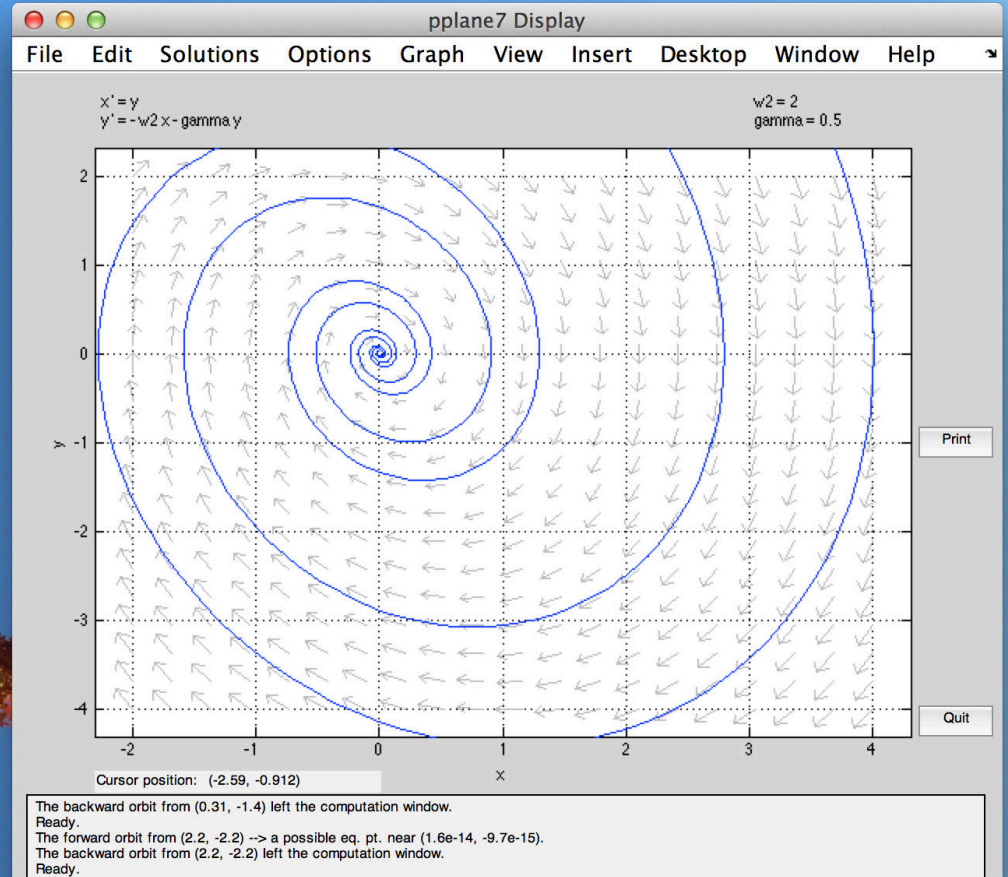 pplane7 Display
File Edit Solutions Options Graph View Insert Desktop Window Help
x ' = y
y ' = - w2 x - gamma y
w2 = 2
gamma = 0.5
2
1
0
-1
-2
-3
-4
y
-2 -1 0 1 2 3 4
x
Print
Quit
Cursor position: (-2.59, -0.912)
The backward orbit from (0.31, -1.4) left the computation window.
Ready.
The forward orbit from (2.2, -2.2) --> a possible eq. pt. near (1.6e-14, -9.7e-15).
The backward orbit from (2.2, -2.2) left the computation window.
Ready.